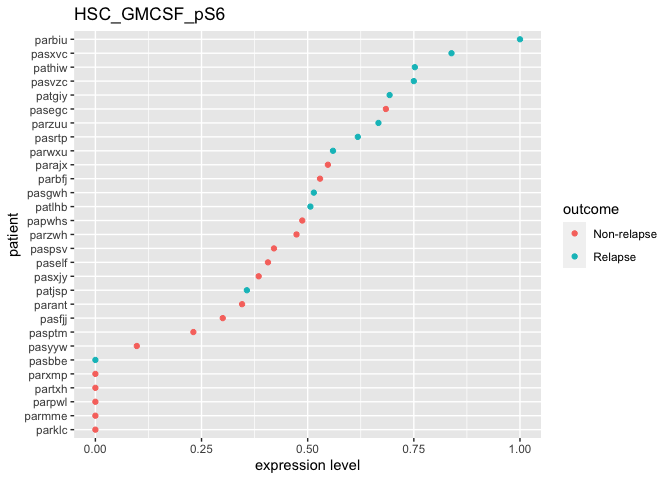 HSC_GMCSF_pS6
patient
parbiu
pasxvc
pathiw
pasvzc
patgiy
pasegc
parzuu
pasrtp
parwxu
parajx
parbfj
pasgwh
patlhb
papwhs
parzwh
paspsv
paself
pasxjy
patjsp
parant
pasfjj
pasptm
pasyyw
pasbbe
parxmp
partxh
parpwl
parmme
parklc
0.00 0.25 0.50 0.75 1.00
expression level
outcome
Non-relapse
Relapse